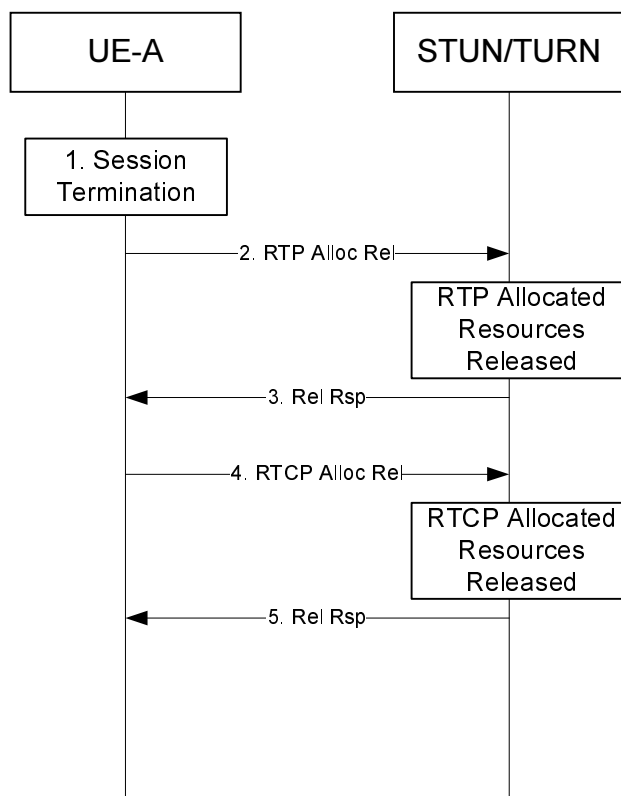 UE-A
STUN/TURN
1. Session
Termination
2. RTP Alloc Rel
RTP Allocated
Resources
Released
3. Rel Rsp
4. RTCP Alloc Rel
RTCP Allocated
Resources
Released
5. Rel Rsp